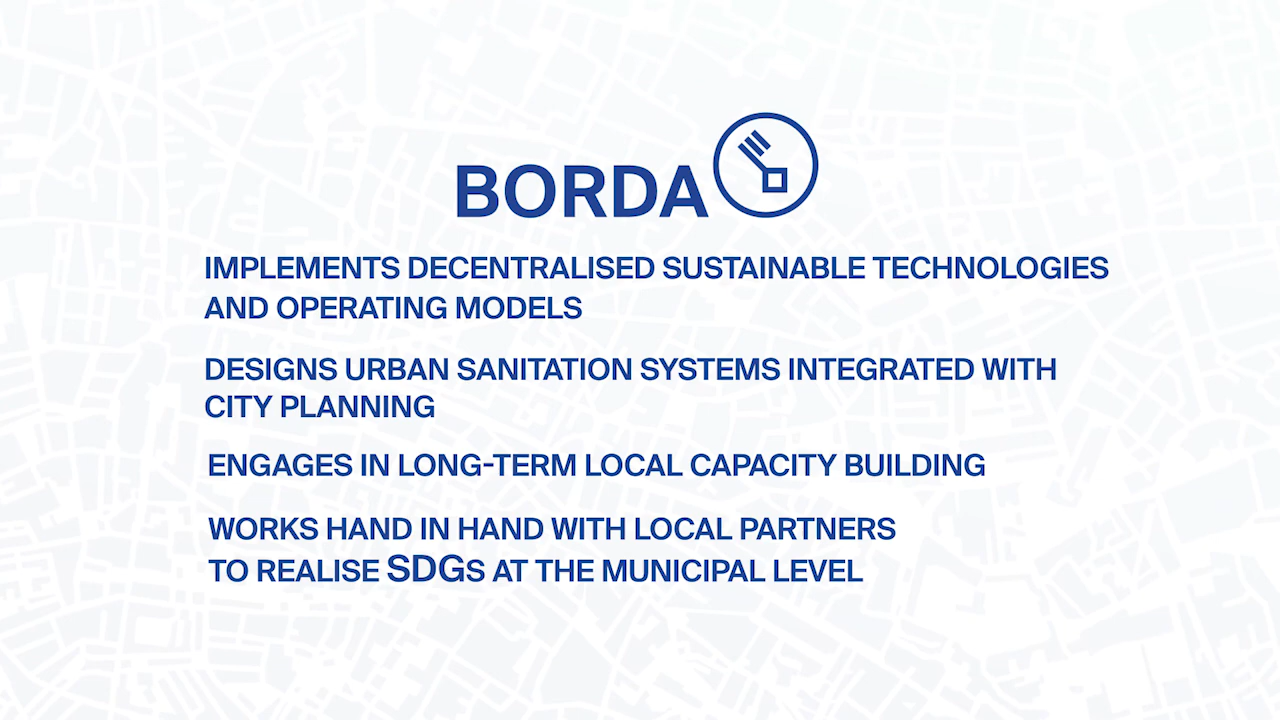 BORDA
IMPLEMENTS DECENTRALISED SUSTAINABLE TECHNOLOGIES
AND OPERATING MODELS
DESIGNS URBAN SANITATION SYSTEMS INTEGRATED WITH
CITY PLANNING
ENGAGES IN LONG-TERM LOCAL CAPACITY BUILDING
WORKS HAND IN HAND WITH LOCAL PARTNERS
TO REALISE SDGS AT THE MUNICIPAL LEVEL